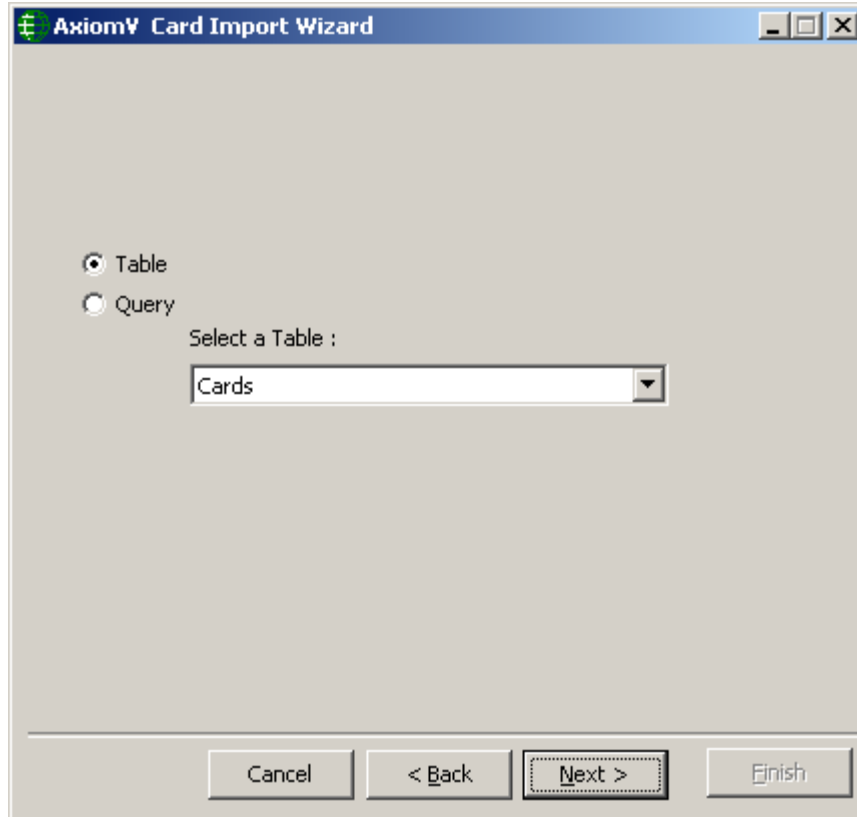 AxiomV Card Import Wizard
Table
Query
Select a Table :
Cards
Cancel
< Back
Next >
Finish